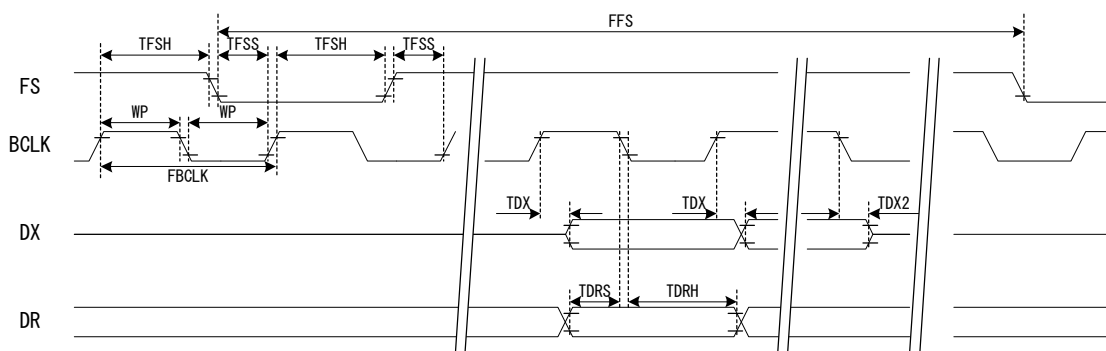 FFS
TFSH TFSS TFSH TFSS
FS
WP WP
BCLK
FBCLK
TDX TDX TDX2
DX
TDRS TDRH
DR